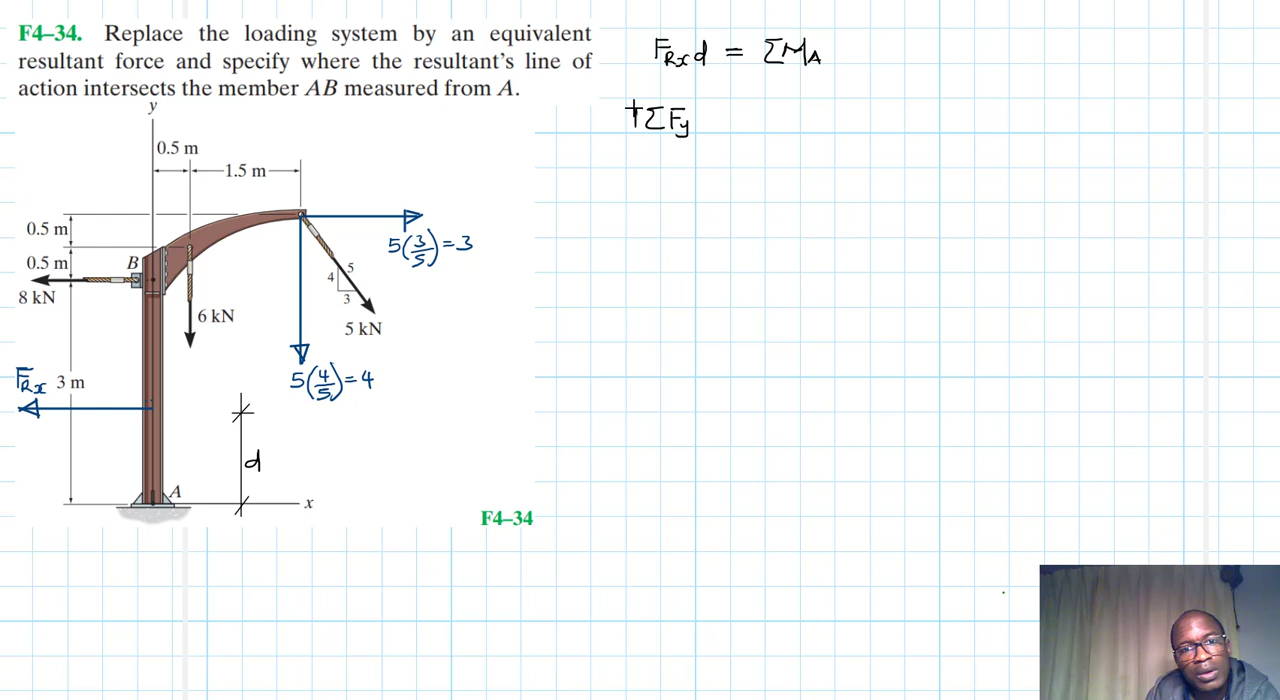 F4–34. Replace the loading system by an equivalent
resultant force and specify where the resultant's line of
action intersects the member AB measured from A.
F_Rx d = ΣM_A
+ΣF_y
y
0.5 m
1.5 m
0.5 m
5(3/5)=3
0.5 m
B
5
4
3
8 kN
6 kN
5 kN
5(4/5)=4
F_Rx
3 m
d
A
x
F4–34